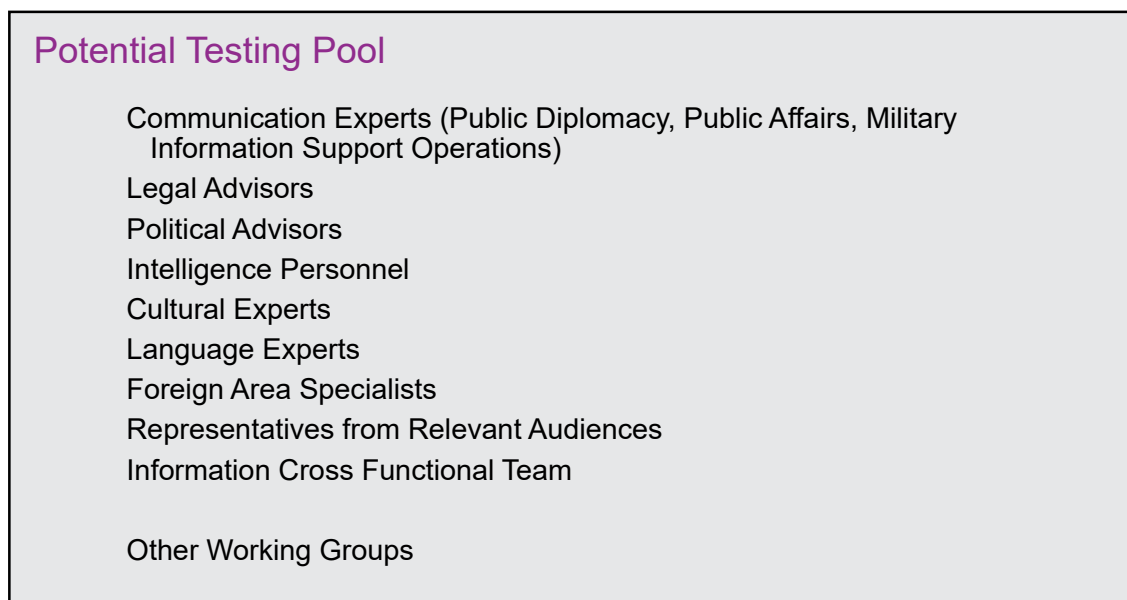 Potential Testing Pool
Communication Experts (Public Diplomacy, Public Affairs, Military
Information Support Operations)
Legal Advisors
Political Advisors
Intelligence Personnel
Cultural Experts
Language Experts
Foreign Area Specialists
Representatives from Relevant Audiences
Information Cross Functional Team
Other Working Groups